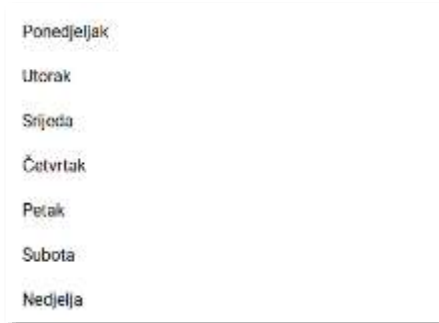 Ponedjeljak
Utorak
Srijeda
Četvrtak
Petak
Subota
Nedjelja